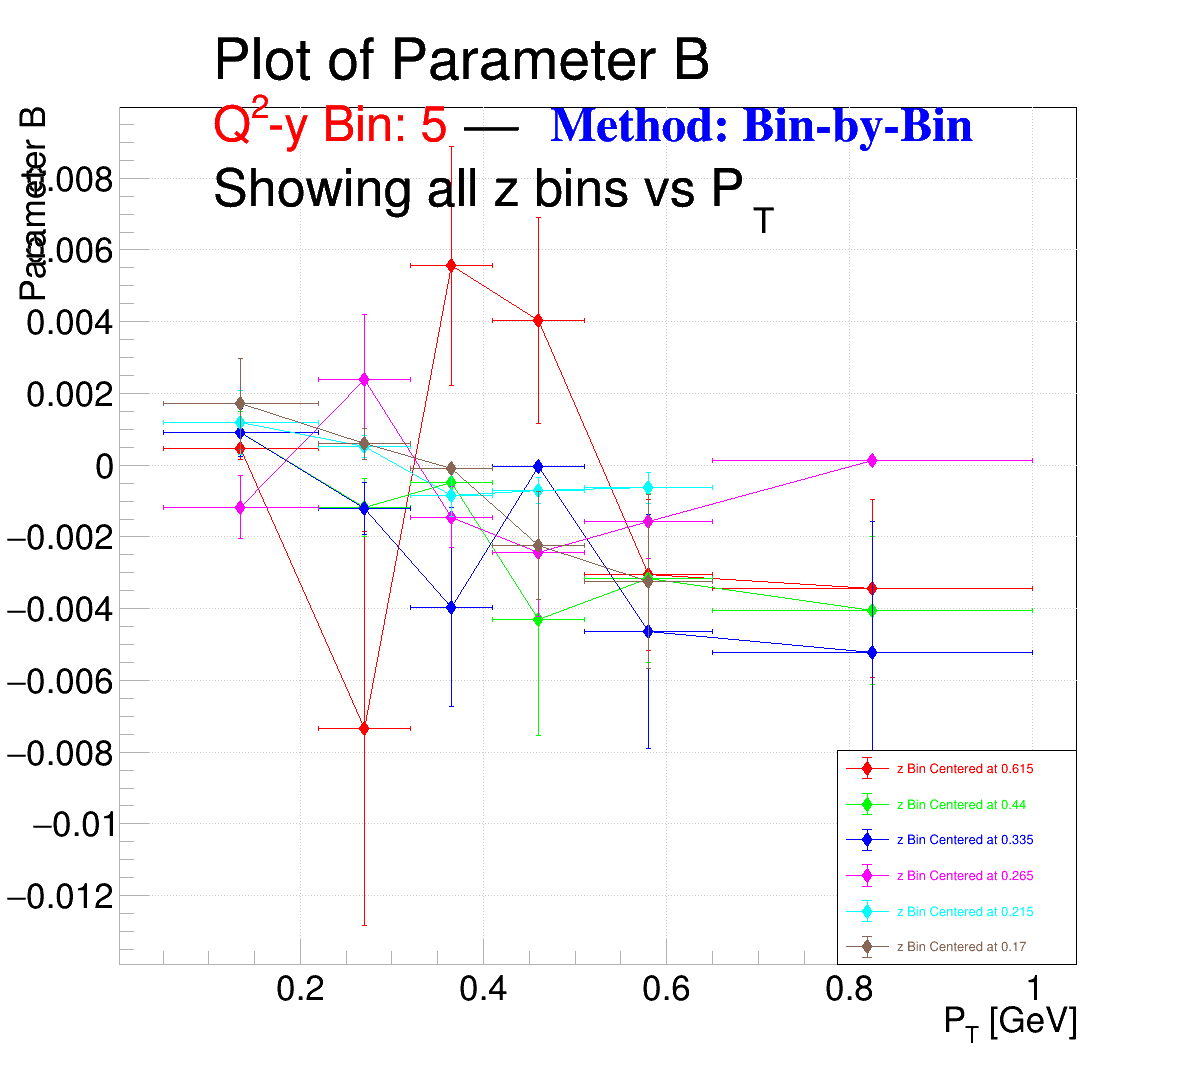 Plot of Parameter B
Q²-y Bin: 5 — Method: Bin-by-Bin
Showing all z bins vs P_T
Parameter B
0.008
0.006
0.004
0.002
0
−0.002
−0.004
−0.006
−0.008
−0.01
−0.012
0.2 0.4 0.6 0.8 1
P_T [GeV]
z Bin Centered at 0.615
z Bin Centered at 0.44
z Bin Centered at 0.335
z Bin Centered at 0.265
z Bin Centered at 0.215
z Bin Centered at 0.17